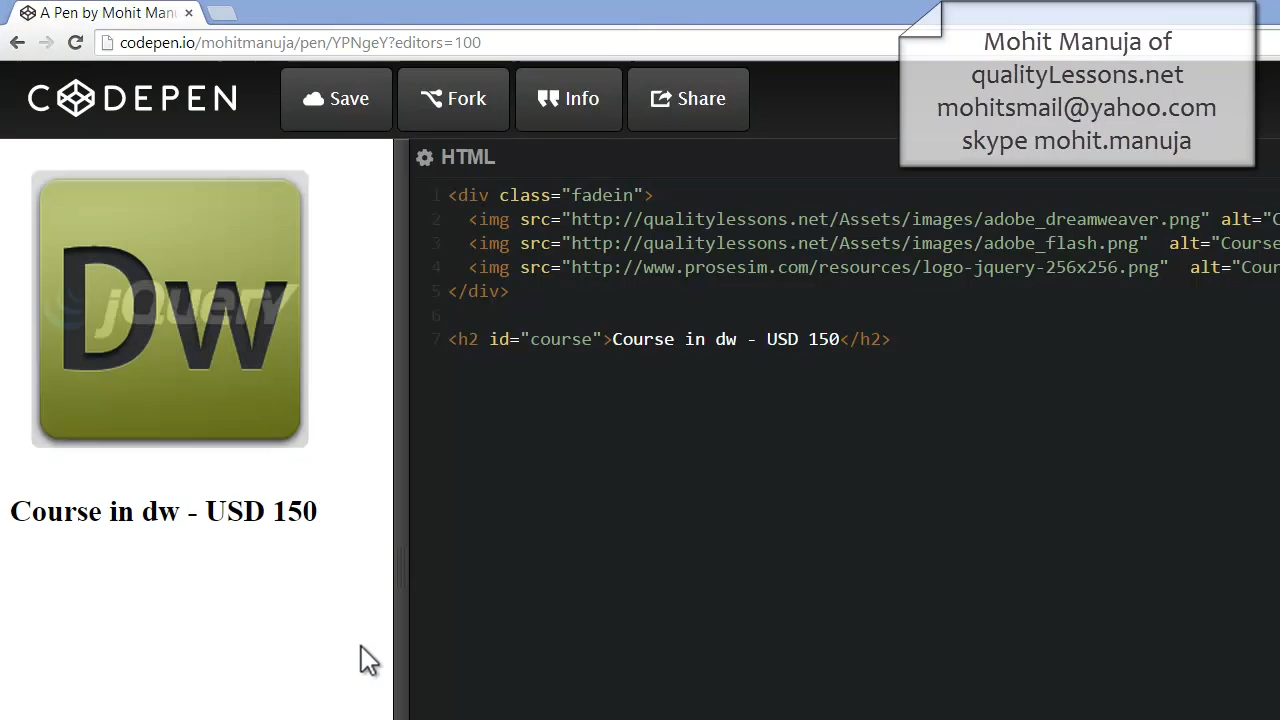 A Pen by Mohit Manu
codepen.io/mohitmanuja/pen/YPNgeY?editors=100
Mohit Manuja of
qualityLessons.net
mohitsmail@yahoo.com
skype mohit.manuja
CODEPEN
Save
Fork
Info
Share
HTML
1 <div class="fadein">
2 <img src="http://qualitylessons.net/Assets/images/adobe_dreamweaver.png" alt="C
3 <img src="http://qualitylessons.net/Assets/images/adobe_flash.png" alt="Course
4 <img src="http://www.prosesim.com/resources/logo-jquery-256x256.png" alt="Cour
5 </div>
6
7 <h2 id="course">Course in dw - USD 150</h2>
Dw
jQuery
Course in dw - USD 150